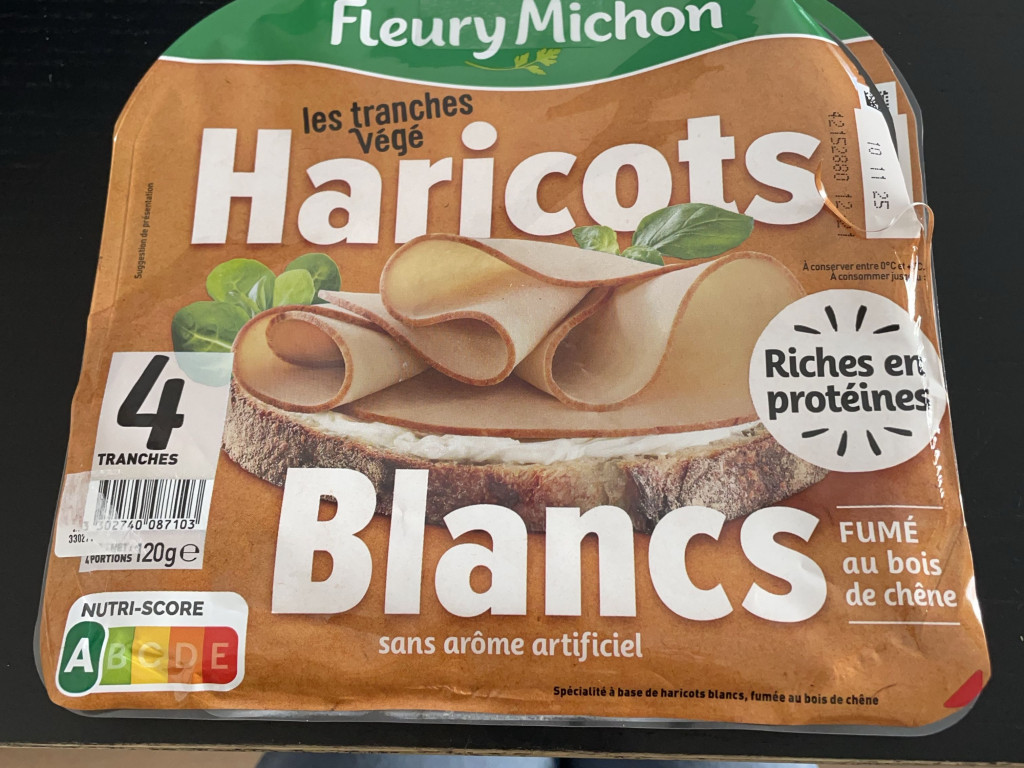 Fleury Michon
les tranches
Végé
Haricots
Suggestion de présentation
10 11 25
À conserver entre 0°C et
À consommer
Riches en
protéines
4
TRANCHES
302740 087103
4 PORTIONS 120g e
Blancs
FUMÉ
au bois
de chêne
NUTRI-SCORE
A B C D E
sans arôme artificiel
Spécialité à base de haricots blancs, fumée au bois de chêne